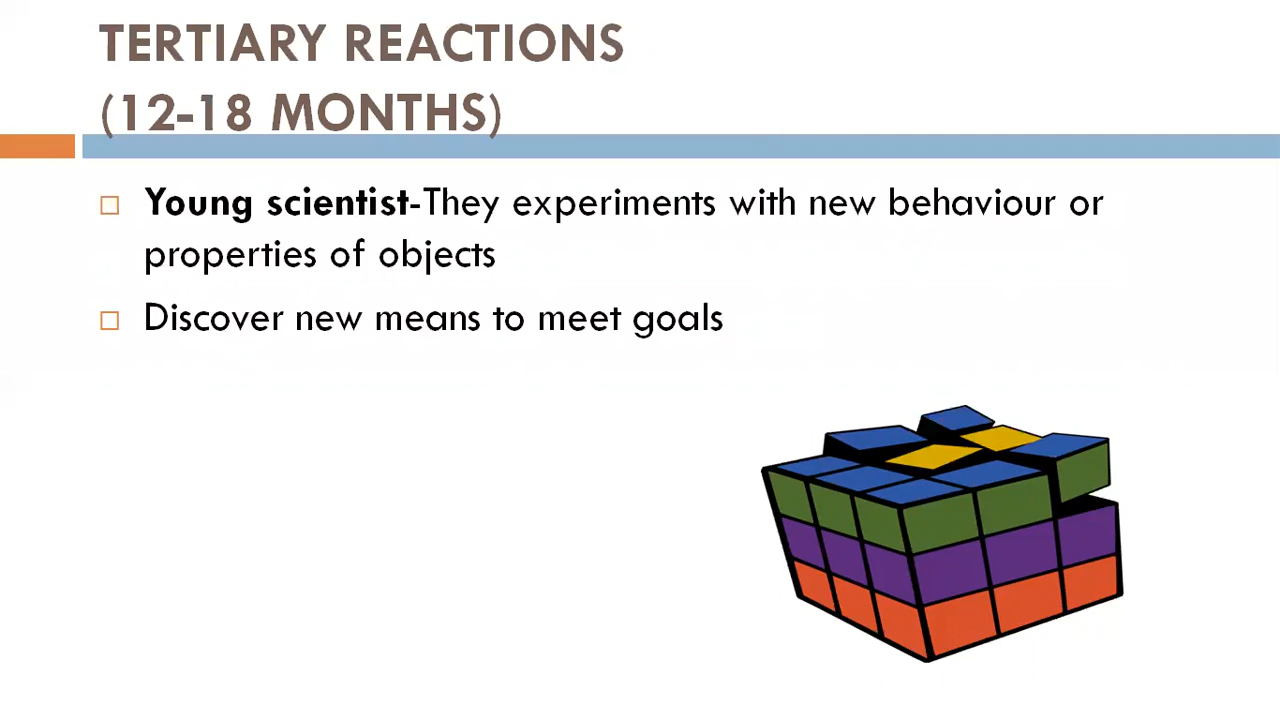 TERTIARY REACTIONS
(12-18 MONTHS)
Young scientist-They experiments with new behaviour or
properties of objects
Discover new means to meet goals